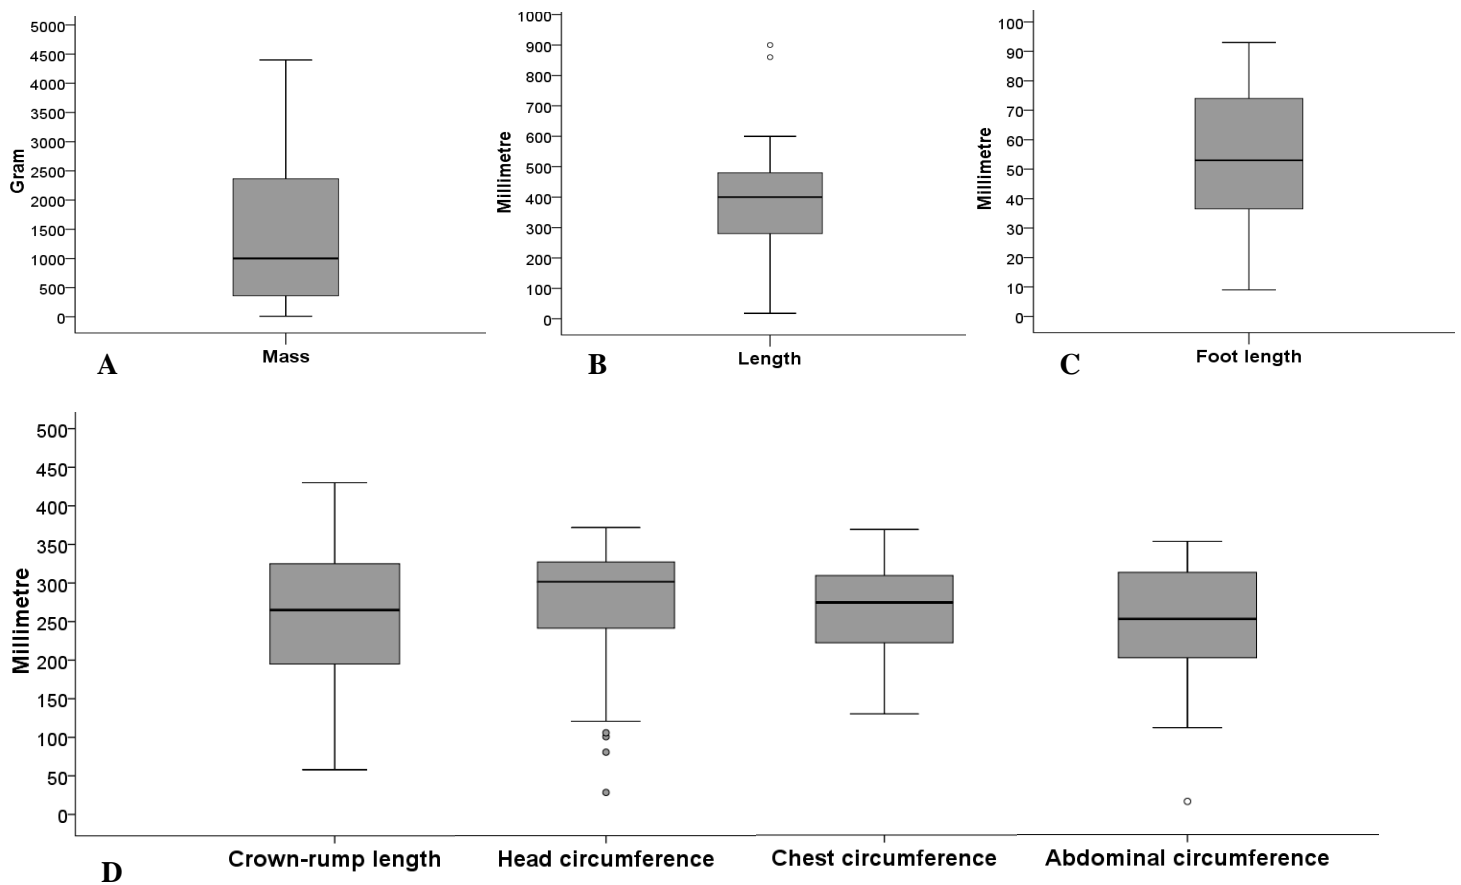 5000
4500
4000
3500
3000
2500
2000
1500
1000
500
0
Gram
Mass
A
1000
900
800
700
600
500
400
300
200
100
0
Millimetre
Length
B
100
90
80
70
60
50
40
30
20
10
0
Millimetre
Foot length
C
500
450
400
350
300
250
200
150
100
50
0
Millimetre
Crown-rump length
Head circumference
Chest circumference
Abdominal circumference
D